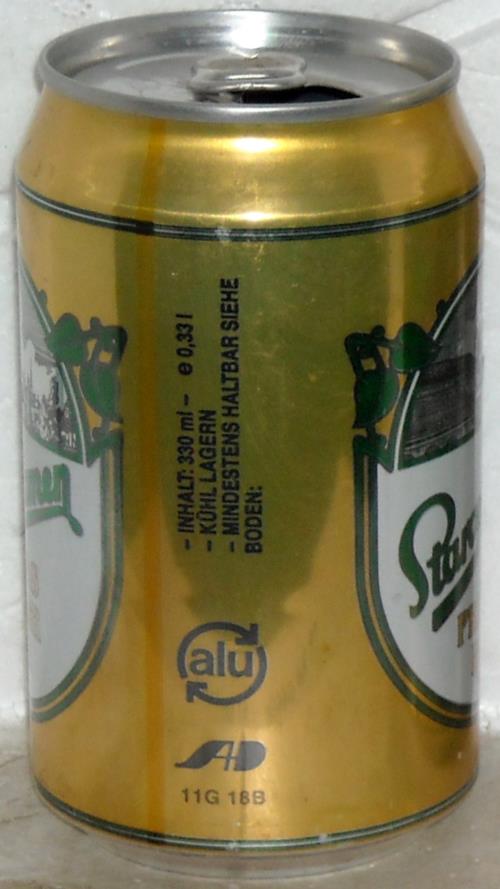 – INHALT: 330 ml – e 0,33 l
– KÜHL LAGERN
– MINDESTENS HALTBAR SIEHE
BODEN:
alu
11G 18B